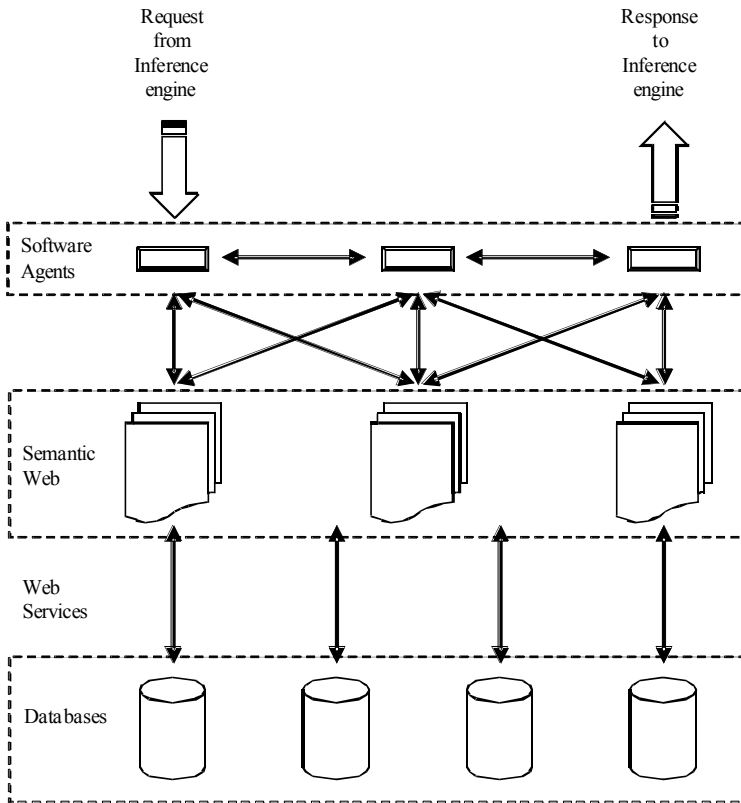 Request
from
Inference
engine
Response
to
Inference
engine
Software
Agents
Semantic
Web
Web
Services
Databases